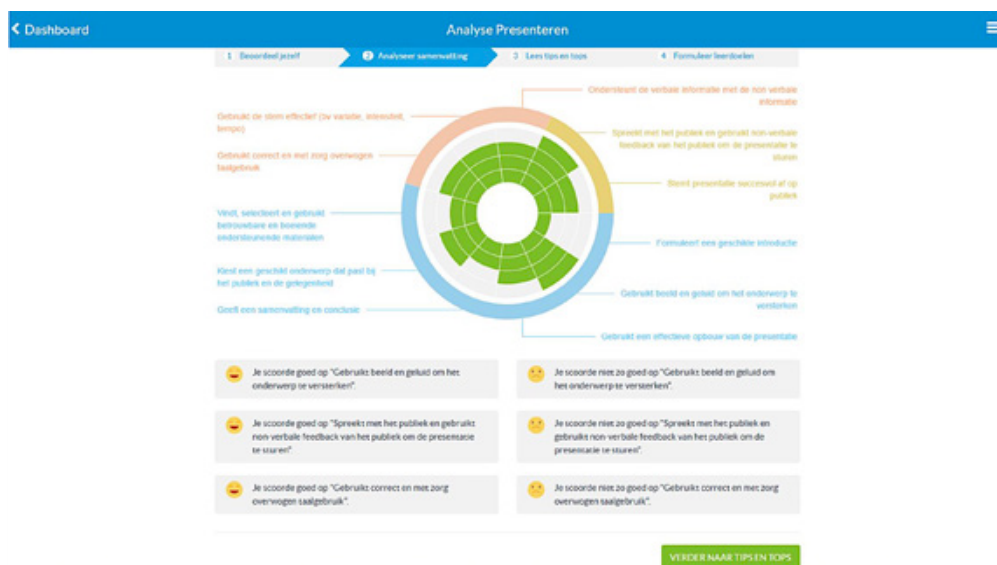 Dashboard
Analyse Presenteren
1 Beoordeel jezelf
2 Analyseer samenvatting
3 Lees tips en tops
4 Formuleer leerdoelen
Ondersteunt de verbale informatie met de non verbale
informatie
Gebruikt de stem effectief (bv variatie, intensiteit,
tempo)
Spreekt met het publiek en gebruikt non-verbale
feedback van het publiek om de presentatie te
sturen
Gebruikt correct en met zorg overwogen
taalgebruik
Stemt presentatie succesvol af op
publiek
Vindt, selecteert en gebruikt
betrouwbare en boeiende
ondersteunende materialen
Formuleert een geschikte introductie
Kiest een geschikt onderwerp dat past bij
het publiek en de gelegenheid
Gebruikt beeld en geluid om het onderwerp te
versterken
Geeft een samenvatting en conclusie
Gebruikt een effectieve opbouw van de presentatie
Je scoorde goed op "Gebruikt beeld en geluid om het
onderwerp te versterken".
Je scoorde niet zo goed op "Gebruikt beeld en geluid om
het onderwerp te versterken".
Je scoorde goed op "Spreekt met het publiek en gebruikt
non-verbale feedback van het publiek om de presentatie
te sturen"
Je scoorde niet zo goed op "Spreekt met het publiek en
gebruikt non-verbale feedback van het publiek om de
presentatie te sturen".
Je scoorde goed op "Gebruikt correct en met zorg
overwogen taalgebruik".
Je scoorde niet zo goed op "Gebruikt correct en met zorg
overwogen taalgebruik".
VERDER NAAR TIPS EN TOPS